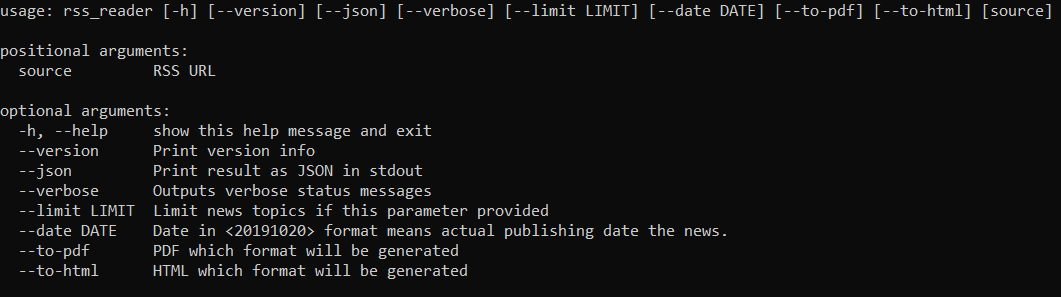 usage: rss_reader [-h] [--version] [--json] [--verbose] [--limit LIMIT] [--date DATE] [--to-pdf] [--to-html] [source]
positional arguments:
source RSS URL
optional arguments:
-h, --help show this help message and exit
--version Print version info
--json Print result as JSON in stdout
--verbose Outputs verbose status messages
--limit LIMIT Limit news topics if this parameter provided
--date DATE Date in <20191020> format means actual publishing date the news.
--to-pdf PDF which format will be generated
--to-html HTML which format will be generated